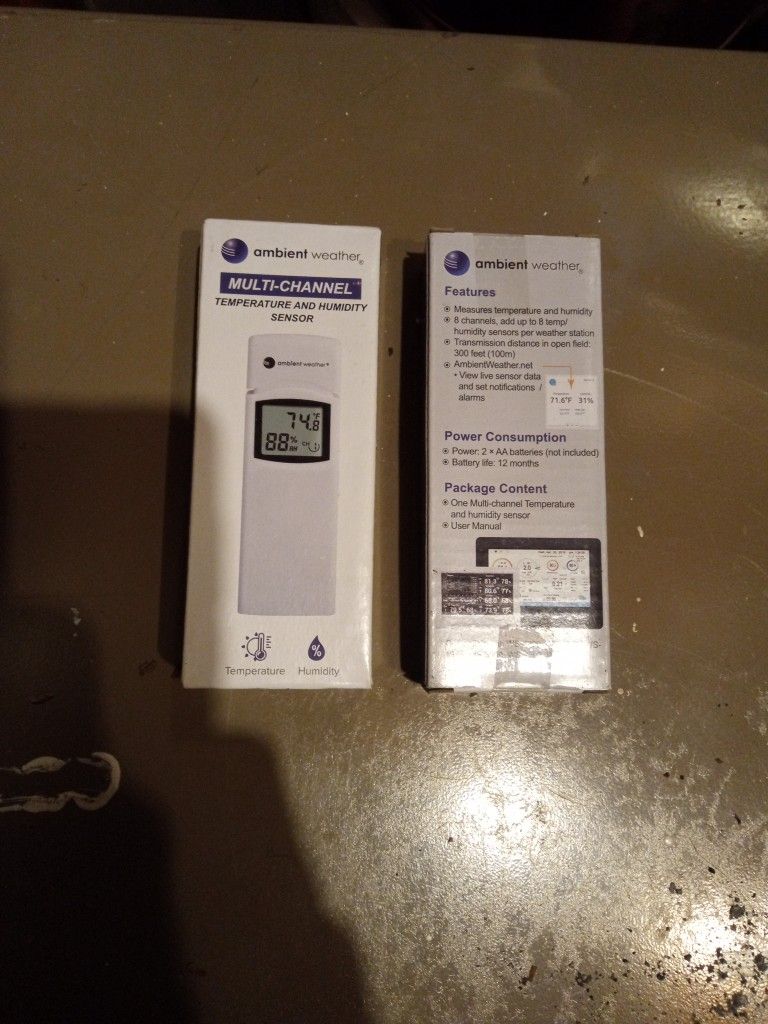 ambient weather®
MULTI-CHANNEL
TEMPERATURE AND HUMIDITY
SENSOR
ambient weather®
74.8 °F
88% RH CH 1
Temperature Humidity
ambient weather®
Features
Measures temperature and humidity
8 channels, add up to 8 temp/
humidity sensors per weather station
Transmission distance in open field:
300 feet (100m)
AmbientWeather.net
• View live sensor data
and set notifications /
alarms
71.6°F 31%
Power Consumption
Power: 2 × AA batteries (not included)
Battery life: 12 months
Package Content
One Multi-channel Temperature
and humidity sensor
User Manual